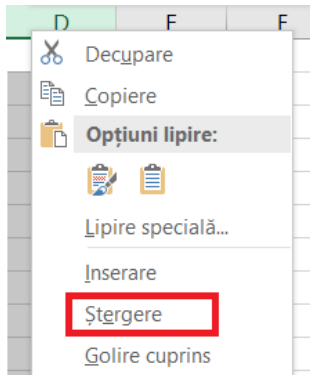 D E F
Decupare
Copiere
Opțiuni lipire:
Lipire specială...
Inserare
Ștergere
Golire cuprins